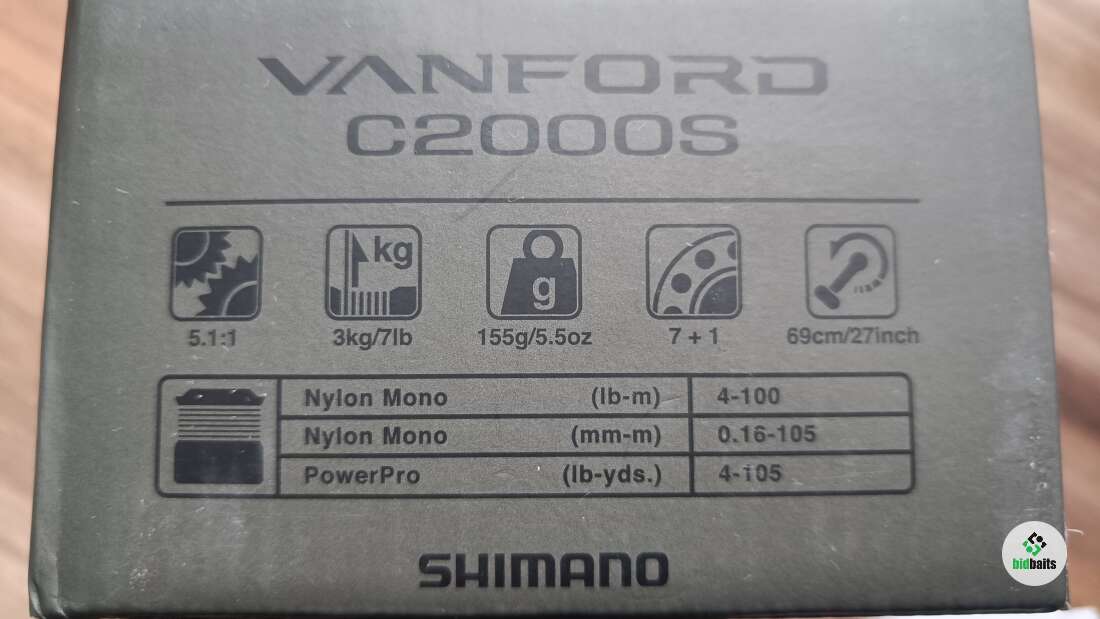 VANFORD
C2000S
kg
g
5.1:1
3kg/7lb
155g/5.5oz
7 + 1
69cm/27inch
Nylon Mono (lb-m) 4-100
Nylon Mono (mm-m) 0.16-105
PowerPro (lb-yds.) 4-105
SHIMANO
bidbaits